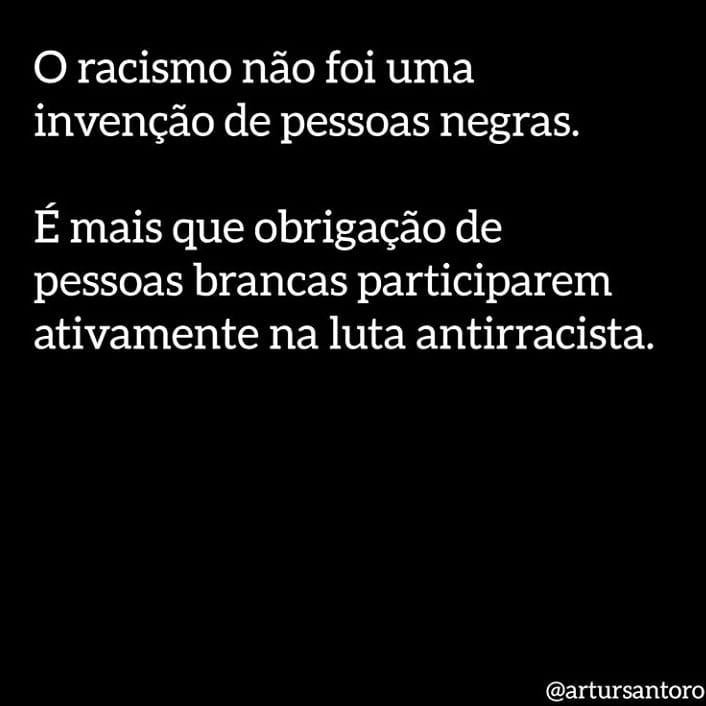 O racismo não foi uma
invenção de pessoas negras.
É mais que obrigação de
pessoas brancas participarem
ativamente na luta antirracista.
@artursantoro